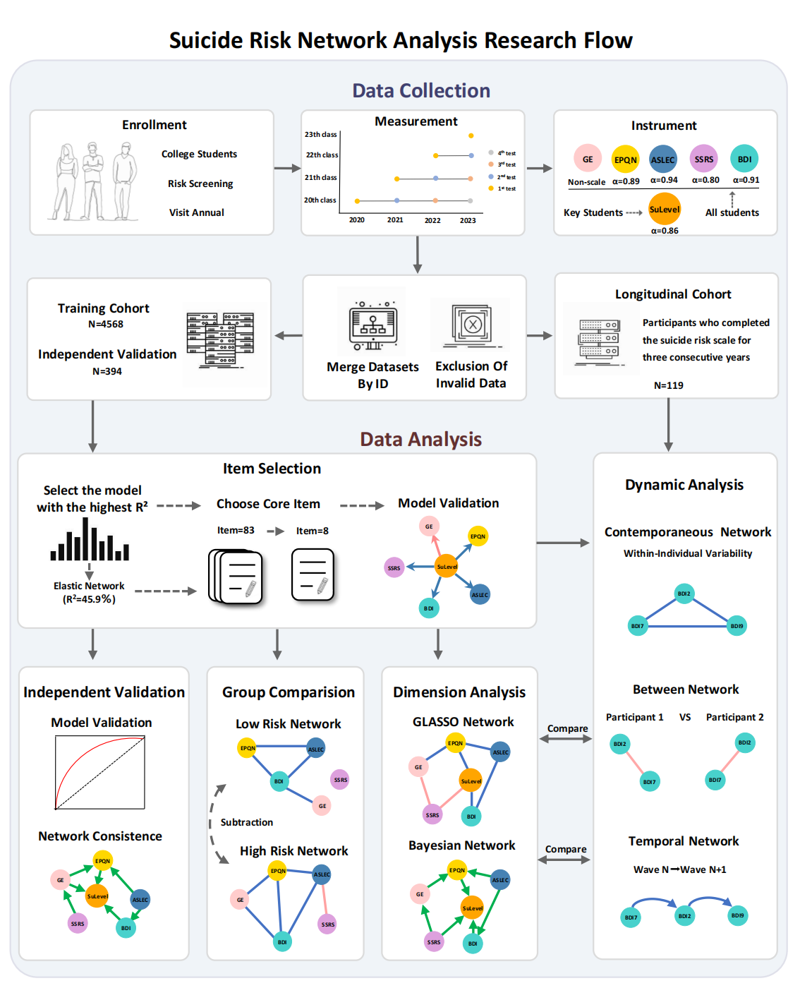 Suicide Risk Network Analysis Research Flow
Data Collection
Enrollment
College Students
Risk Screening
Visit Annual
Measurement
23th class
22th class
21th class
20th class
2020
2021
2022
2023
4th test
3rd test
2nd test
1st test
Instrument
GE
EPQN
ASLEC
SSRS
BDI
Non-scale
α=0.89
α=0.94
α=0.80
α=0.91
Key Students
SuLevel
All students
α=0.86
Training Cohort
N=4568
Independent Validation
N=394
Merge Datasets
By ID
Exclusion Of
Invalid Data
X
Longitudinal Cohort
Participants who completed
the suicide risk scale for
three consecutive years
N=119
Data Analysis
Item Selection
Select the model
with the highest R²
Elastic Network
(R²=45.9%)
Choose Core Item
Item=83
Item=8
Model Validation
GE
EPQN
SSRS
SuLevel
ASLEC
BDI
Dynamic Analysis
Contemporaneous Network
Within-Individual Variability
BDI2
BDI7
BDI9
Between Network
Participant 1
VS
Participant 2
BDI2
BDI7
BDI2
BDI7
Temporal Network
Wave N→Wave N+1
BDI7
BDI2
BDI9
Independent Validation
Model Validation
Network Consistence
EPQN
GE
SuLevel
ASLEC
SSRS
BDI
Group Comparision
Low Risk Network
EPQN
ASLEC
BDI
SSRS
GE
Subtraction
High Risk Network
EPQN
ASLEC
GE
SSRS
BDI
Dimension Analysis
GLASSO Network
EPQN
ASLEC
GE
SuLevel
SSRS
BDI
Bayesian Network
EPQN
ASLEC
GE
SuLevel
SSRS
BDI
Compare
Compare